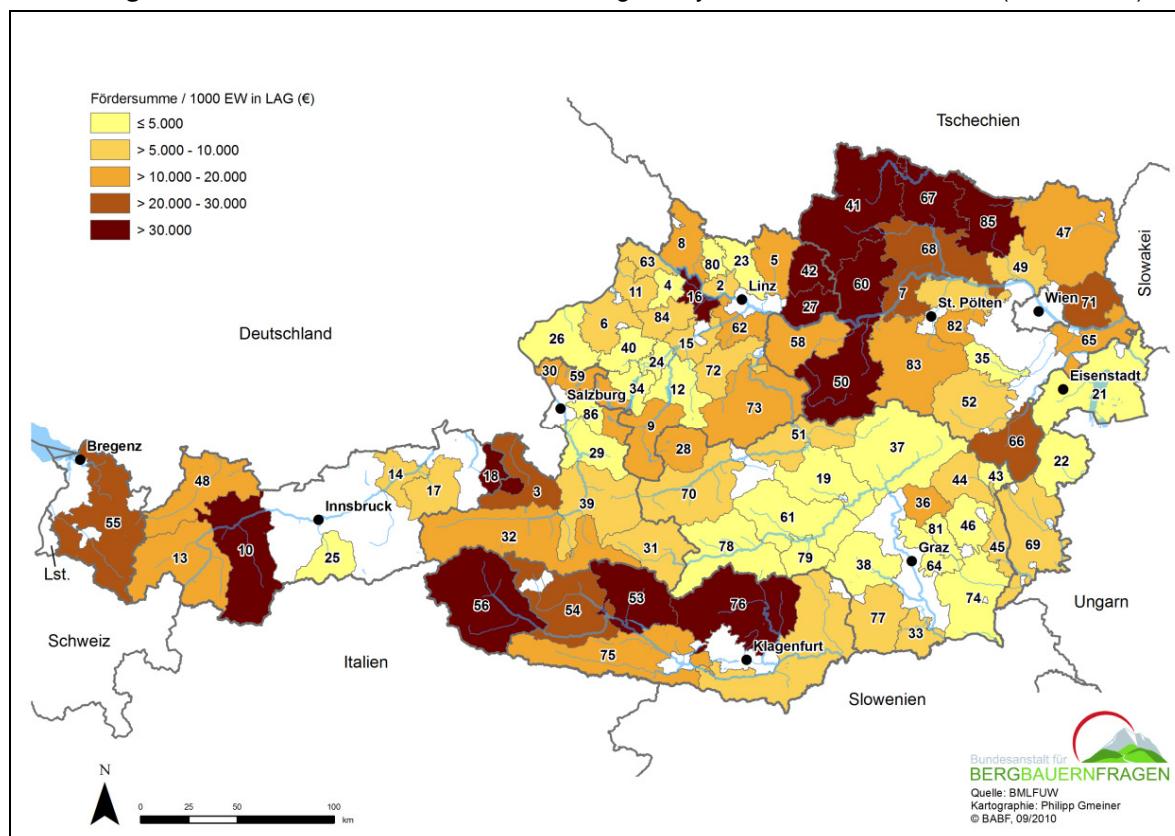 Fördersumme / 1000 EW in LAG (€)
≤ 5.000
> 5.000 - 10.000
> 10.000 - 20.000
> 20.000 - 30.000
> 30.000
Tschechien
Slowakei
Deutschland
Schweiz
Italien
Slowenien
Ungarn
Lst.
Bregenz
Innsbruck
Salzburg
Linz
St. Pölten
Wien
Eisenstadt
Graz
Klagenfurt
41
67
85
47
8
63
80
23
5
42
68
49
11
4
16
2
60
27
7
71
6
84
62
26
15
58
82
65
40
24
72
35
30
59
34
12
50
83
21
86
73
52
9
51
37
66
29
28
22
48
18
3
14
17
70
19
44
43
39
36
55
46
61
81
13
10
32
31
78
79
45
69
25
38
64
74
56
54
53
76
77
33
75
N
0 25 50 100
km
Bundesanstalt für
BERGBAUERNFRAGEN
Quelle: BMLFUW
Kartographie: Philipp Gmeiner
© BABF, 09/2010